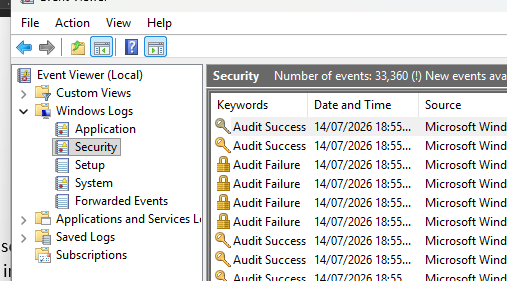 Event Viewer
File Action View Help
Event Viewer (Local)
Custom Views
Windows Logs
Application
Security
Setup
System
Forwarded Events
Applications and Services L
Saved Logs
Subscriptions
Security Number of events: 33,360 (!) New events ava
Keywords Date and Time Source
Audit Success 14/07/2026 18:55... Microsoft Wind
Audit Success 14/07/2026 18:55... Microsoft Wind
Audit Failure 14/07/2026 18:55... Microsoft Wind
Audit Failure 14/07/2026 18:55... Microsoft Wind
Audit Failure 14/07/2026 18:55... Microsoft Wind
Audit Failure 14/07/2026 18:55... Microsoft Wind
Audit Success 14/07/2026 18:55... Microsoft Wind
Audit Success 14/07/2026 18:55... Microsoft Wind
Audit Success 14/07/2026 18:55... Microsoft Wind